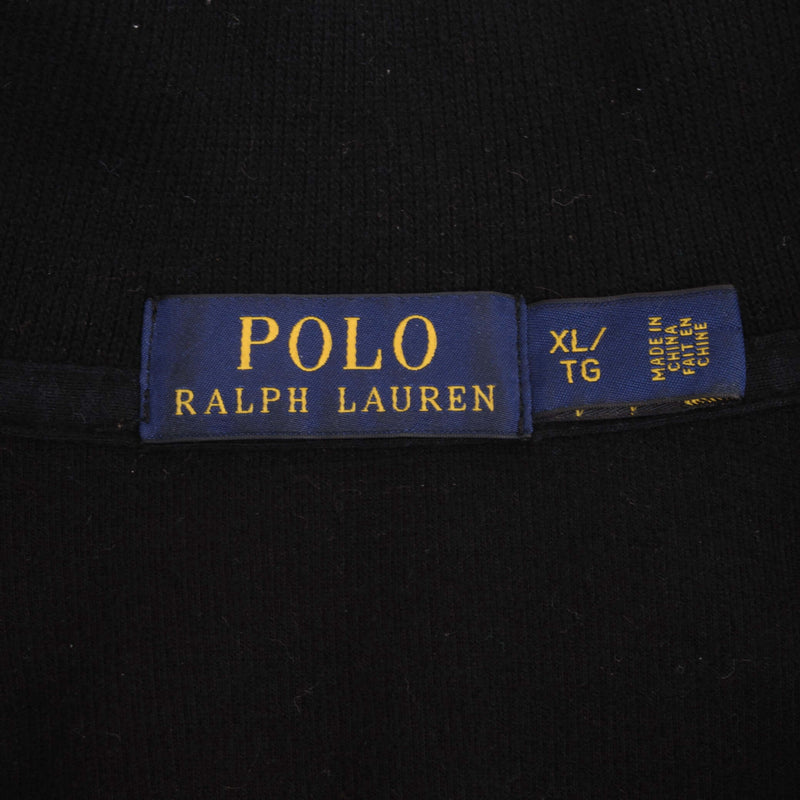 POLO
RALPH LAUREN
XL/
TG
MADE IN
CHINA
FAIT EN
CHINE